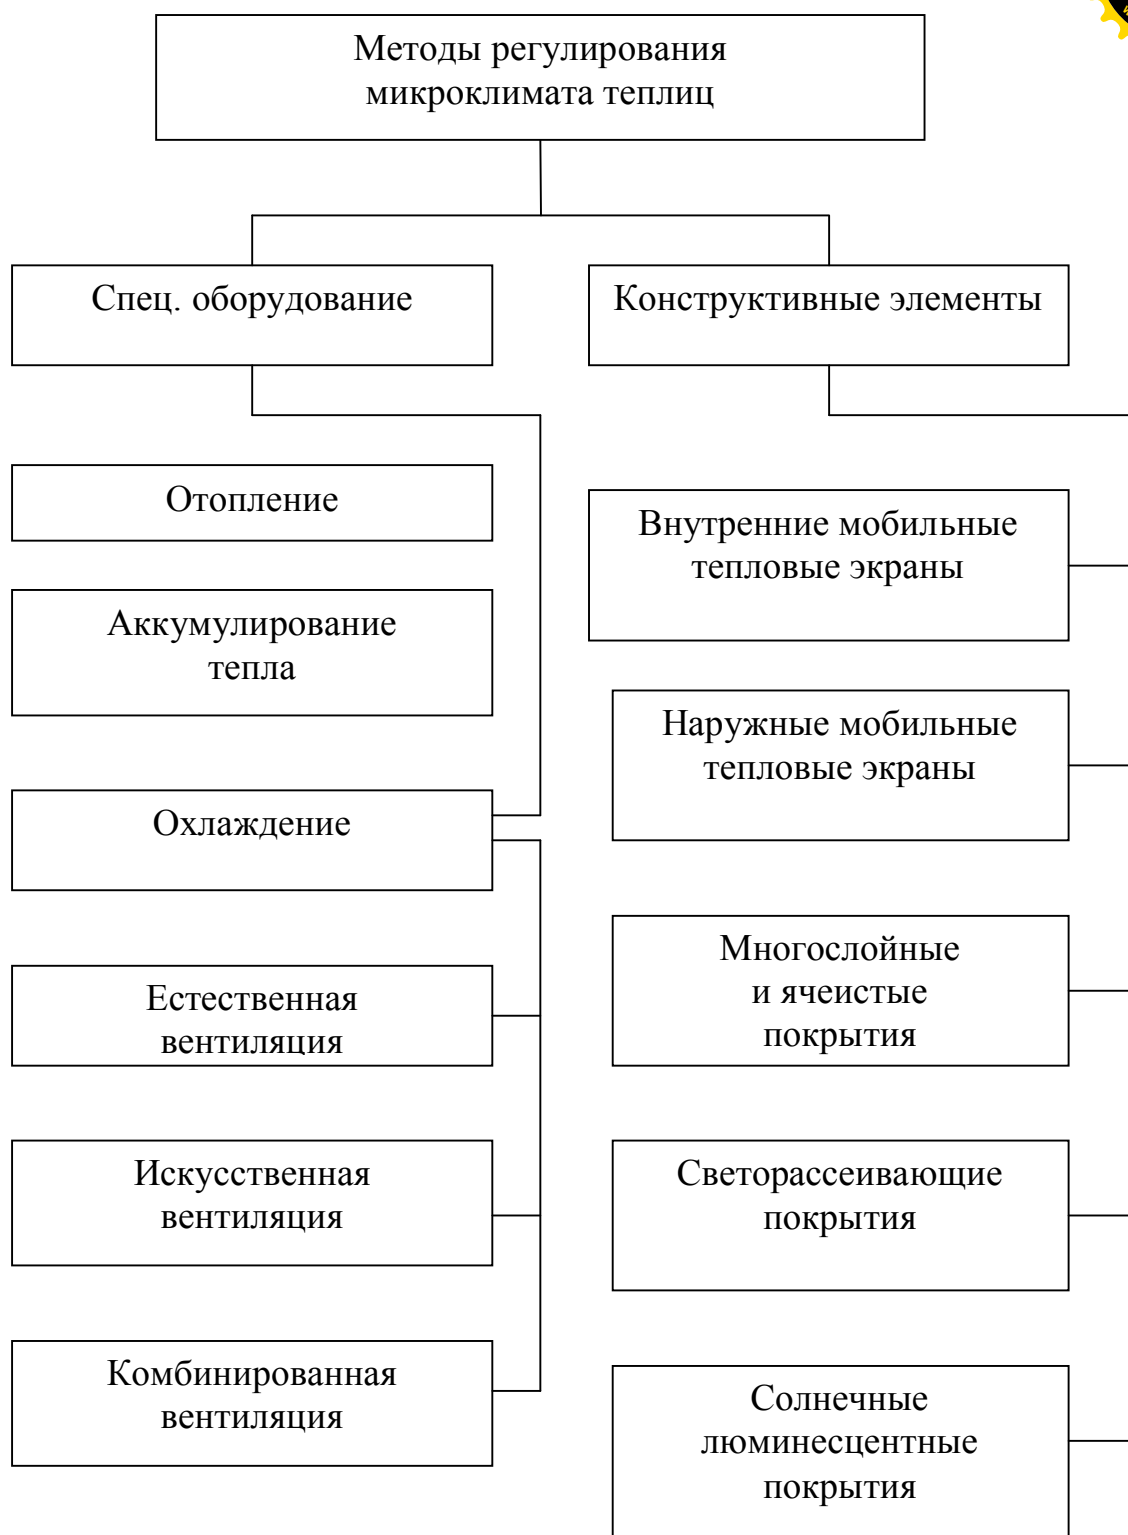 Методы регулирования
микроклимата теплиц
Спец. оборудование
Конструктивные элементы
Отопление
Аккумулирование
тепла
Охлаждение
Естественная
вентиляция
Искусственная
вентиляция
Комбинированная
вентиляция
Внутренние мобильные
тепловые экраны
Наружные мобильные
тепловые экраны
Многослойные
и ячеистые
покрытия
Светорассеивающие
покрытия
Солнечные
люминесцентные
покрытия